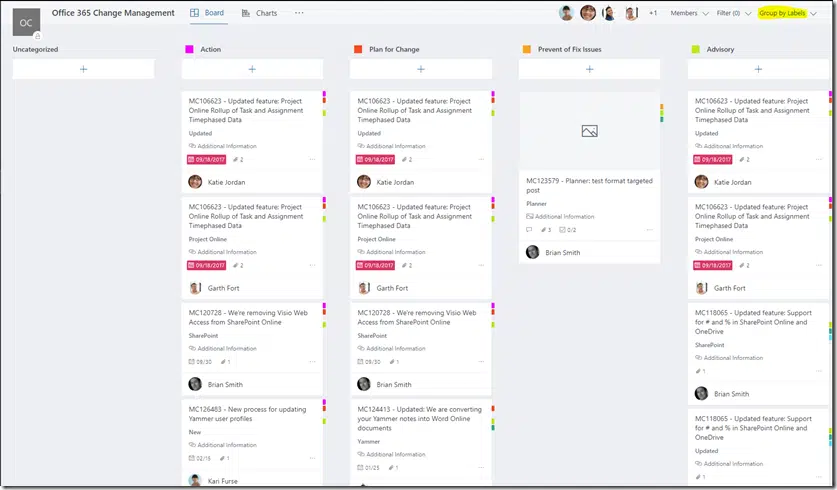 OC
Office 365 Change Management
Board
Charts
+1
Members
Filter (0)
Group by Labels
Uncategorized
+
Action
+
MC106623 - Updated feature: Project
Online Rollup of Task and Assignment
Timephased Data
Updated
Additional Information
09/18/2017
2
Katie Jordan
MC106623 - Updated feature: Project
Online Rollup of Task and Assignment
Timephased Data
Project Online
Additional Information
09/18/2017
2
Garth Fort
MC120728 - We're removing Visio Web
Access from SharePoint Online
SharePoint
Additional Information
09/30
1
Brian Smith
MC126483 - New process for updating
Yammer user profiles
New
Additional Information
02/15
1
Kari Furse
Plan for Change
+
MC106623 - Updated feature: Project
Online Rollup of Task and Assignment
Timephased Data
Updated
Additional Information
09/18/2017
2
Katie Jordan
MC106623 - Updated feature: Project
Online Rollup of Task and Assignment
Timephased Data
Project Online
Additional Information
09/18/2017
2
Garth Fort
MC120728 - We're removing Visio Web
Access from SharePoint Online
SharePoint
Additional Information
09/30
1
Brian Smith
MC124413 - Updated: We are converting
your Yammer notes into Word Online
documents
Yammer
Additional Information
01/25
1
Prevent of Fix Issues
+
MC123579 - Planner: test format targeted
post
Planner
Additional Information
3
0/2
Brian Smith
Advisory
+
MC106623 - Updated feature: Project
Online Rollup of Task and Assignment
Timephased Data
Updated
Additional Information
09/18/2017
2
Katie Jordan
MC106623 - Updated feature: Project
Online Rollup of Task and Assignment
Timephased Data
Project Online
Additional Information
09/18/2017
2
Garth Fort
MC118065 - Updated feature: Support
for # and % in SharePoint Online and
OneDrive
SharePoint
Additional Information
1
Brian Smith
MC118065 - Updated feature: Support
for # and % in SharePoint Online and
OneDrive
Updated
Additional Information
1